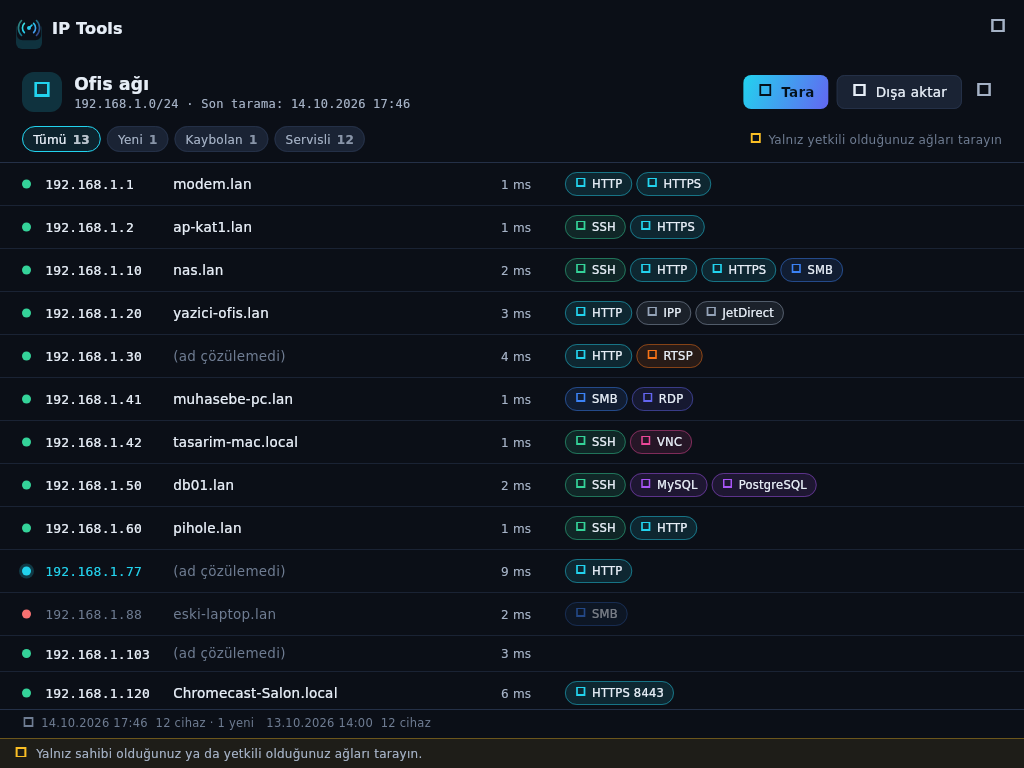 IP Tools
Ofis ağı
192.168.1.0/24 · Son tarama: 14.10.2026 17:46
Tara
Dışa aktar
Tümü 13
Yeni 1
Kaybolan 1
Servisli 12
Yalnız yetkili olduğunuz ağları tarayın
192.168.1.1 modem.lan 1 ms HTTP HTTPS
192.168.1.2 ap-kat1.lan 1 ms SSH HTTPS
192.168.1.10 nas.lan 2 ms SSH HTTP HTTPS SMB
192.168.1.20 yazici-ofis.lan 3 ms HTTP IPP JetDirect
192.168.1.30 (ad çözülemedi) 4 ms HTTP RTSP
192.168.1.41 muhasebe-pc.lan 1 ms SMB RDP
192.168.1.42 tasarim-mac.local 1 ms SSH VNC
192.168.1.50 db01.lan 2 ms SSH MySQL PostgreSQL
192.168.1.60 pihole.lan 1 ms SSH HTTP
192.168.1.77 (ad çözülemedi) 9 ms HTTP
192.168.1.88 eski-laptop.lan 2 ms SMB
192.168.1.103 (ad çözülemedi) 3 ms
192.168.1.120 Chromecast-Salon.local 6 ms HTTPS 8443
14.10.2026 17:46 12 cihaz · 1 yeni 13.10.2026 14:00 12 cihaz
Yalnız sahibi olduğunuz ya da yetkili olduğunuz ağları tarayın.